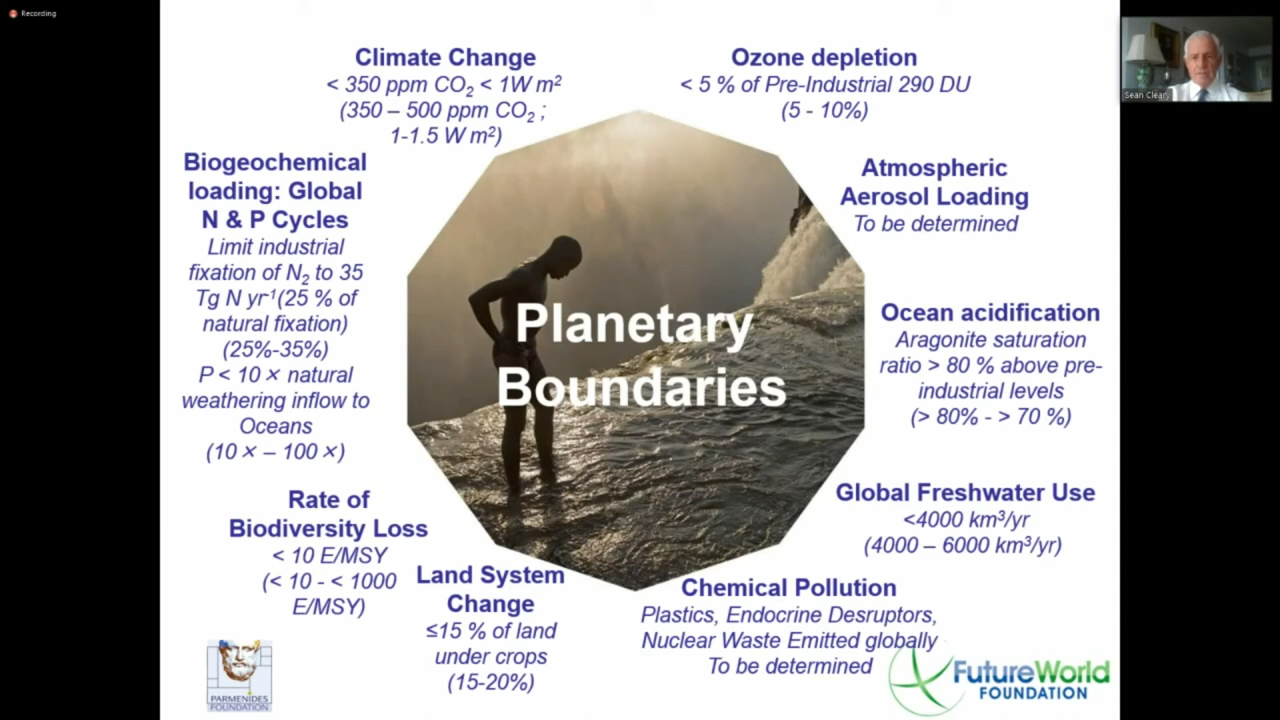 Recording
Climate Change
< 350 ppm CO₂ < 1W m²
(350 – 500 ppm CO₂ ;
1-1.5 W m²)
Ozone depletion
< 5 % of Pre-Industrial 290 DU
(5 - 10%)
Sean Cleary
Biogeochemical
loading: Global
N & P Cycles
Limit industrial
fixation of N₂ to 35
Tg N yr⁻¹(25 % of
natural fixation)
(25%-35%)
P < 10 × natural
weathering inflow to
Oceans
(10 × – 100 ×)
Atmospheric
Aerosol Loading
To be determined
Planetary
Boundaries
Ocean acidification
Aragonite saturation
ratio > 80 % above pre-
industrial levels
(> 80% - > 70 %)
Rate of
Biodiversity Loss
< 10 E/MSY
(< 10 - < 1000
E/MSY)
Global Freshwater Use
<4000 km³/yr
(4000 – 6000 km³/yr)
Land System
Change
≤15 % of land
under crops
(15-20%)
Chemical Pollution
Plastics, Endocrine Desruptors,
Nuclear Waste Emitted globally
To be determined
PARMENIDES
FOUNDATION
FutureWorld
FOUNDATION